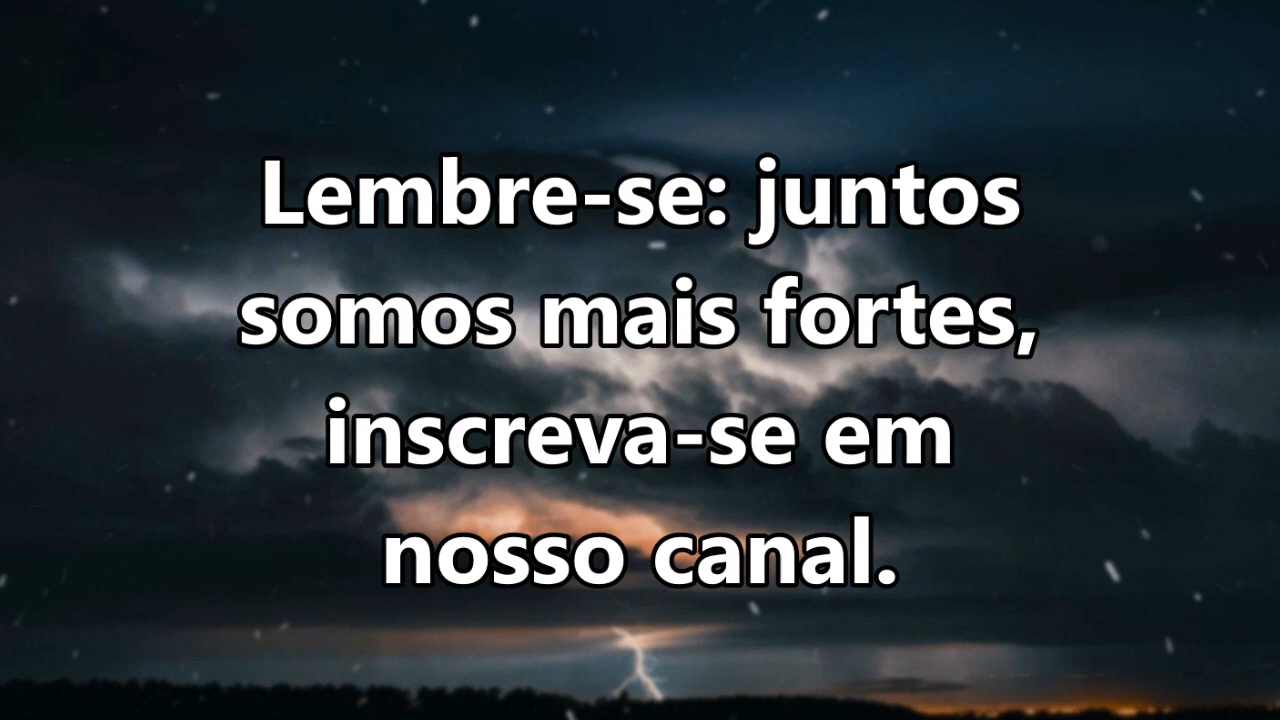 Lembre-se: juntos
somos mais fortes,
inscreva-se em
nosso canal.